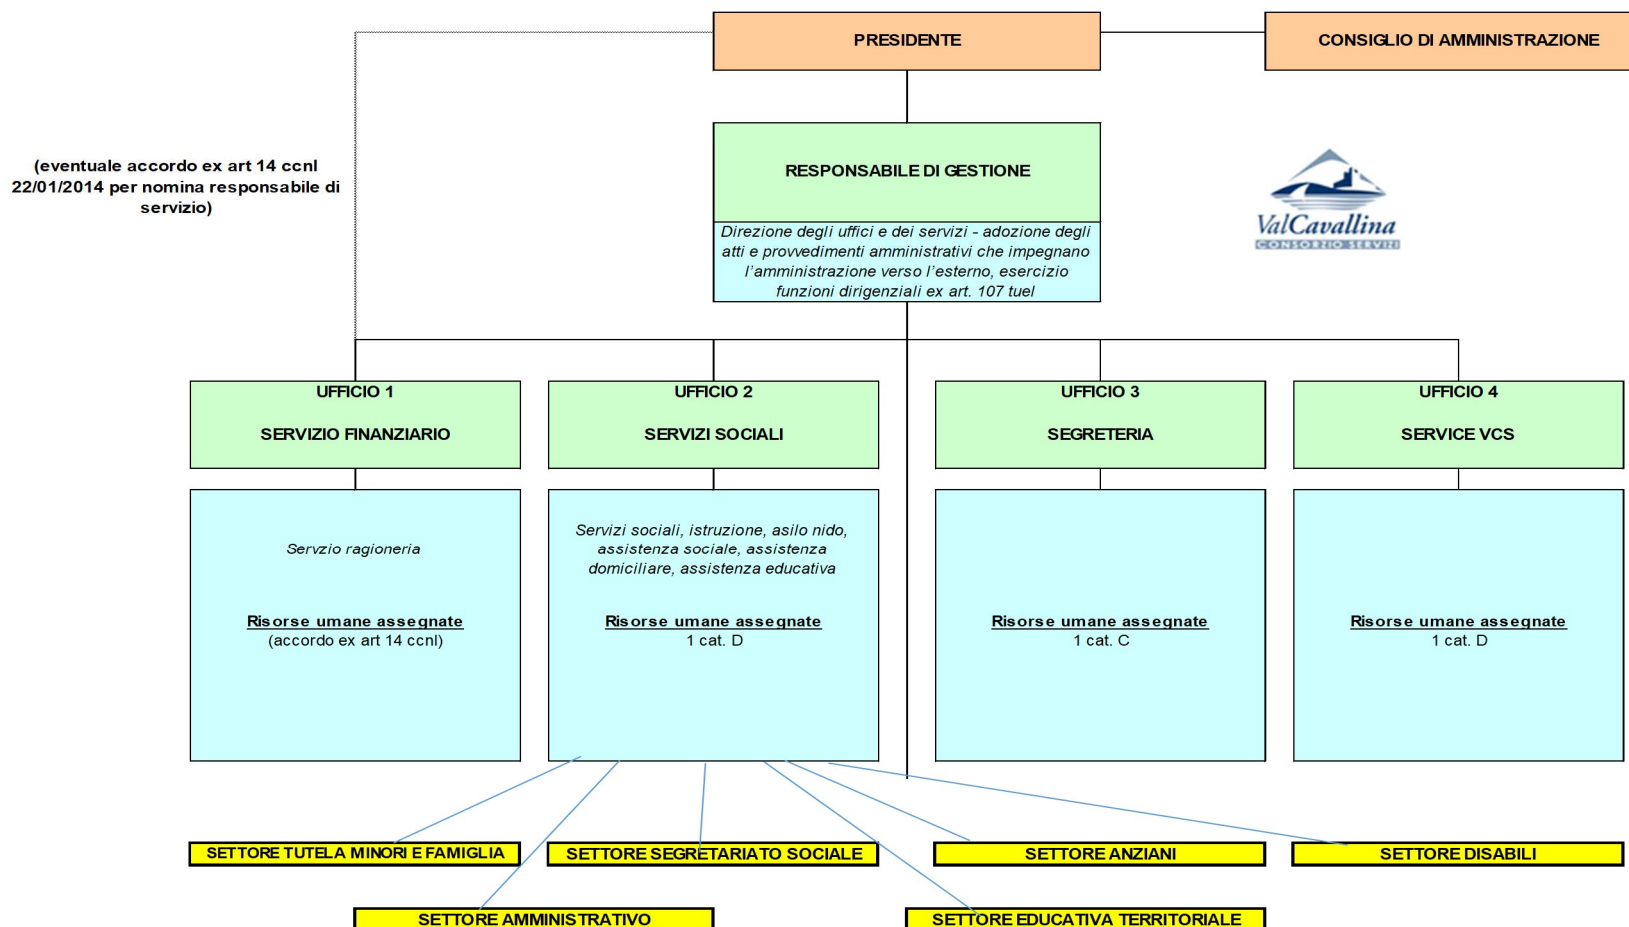 PRESIDENTE
CONSIGLIO DI AMMINISTRAZIONE
(eventuale accordo ex art 14 ccnl
22/01/2014 per nomina responsabile di
servizio)
RESPONSABILE DI GESTIONE
Direzione degli uffici e dei servizi - adozione degli
atti e provvedimenti amministrativi che impegnano
l'amministrazione verso l'esterno, esercizio
funzioni dirigenziali ex art. 107 tuel
ValCavallina
CONSORZIO SERVIZI
UFFICIO 1
SERVIZIO FINANZIARIO
UFFICIO 2
SERVIZI SOCIALI
UFFICIO 3
SEGRETERIA
UFFICIO 4
SERVICE VCS
Servzio ragioneria
Risorse umane assegnate
(accordo ex art 14 ccnl)
Servizi sociali, istruzione, asilo nido,
assistenza sociale, assistenza
domiciliare, assistenza educativa
Risorse umane assegnate
1 cat. D
Risorse umane assegnate
1 cat. C
Risorse umane assegnate
1 cat. D
SETTORE TUTELA MINORI E FAMIGLIA
SETTORE SEGRETARIATO SOCIALE
SETTORE ANZIANI
SETTORE DISABILI
SETTORE AMMINISTRATIVO
SETTORE EDUCATIVA TERRITORIALE